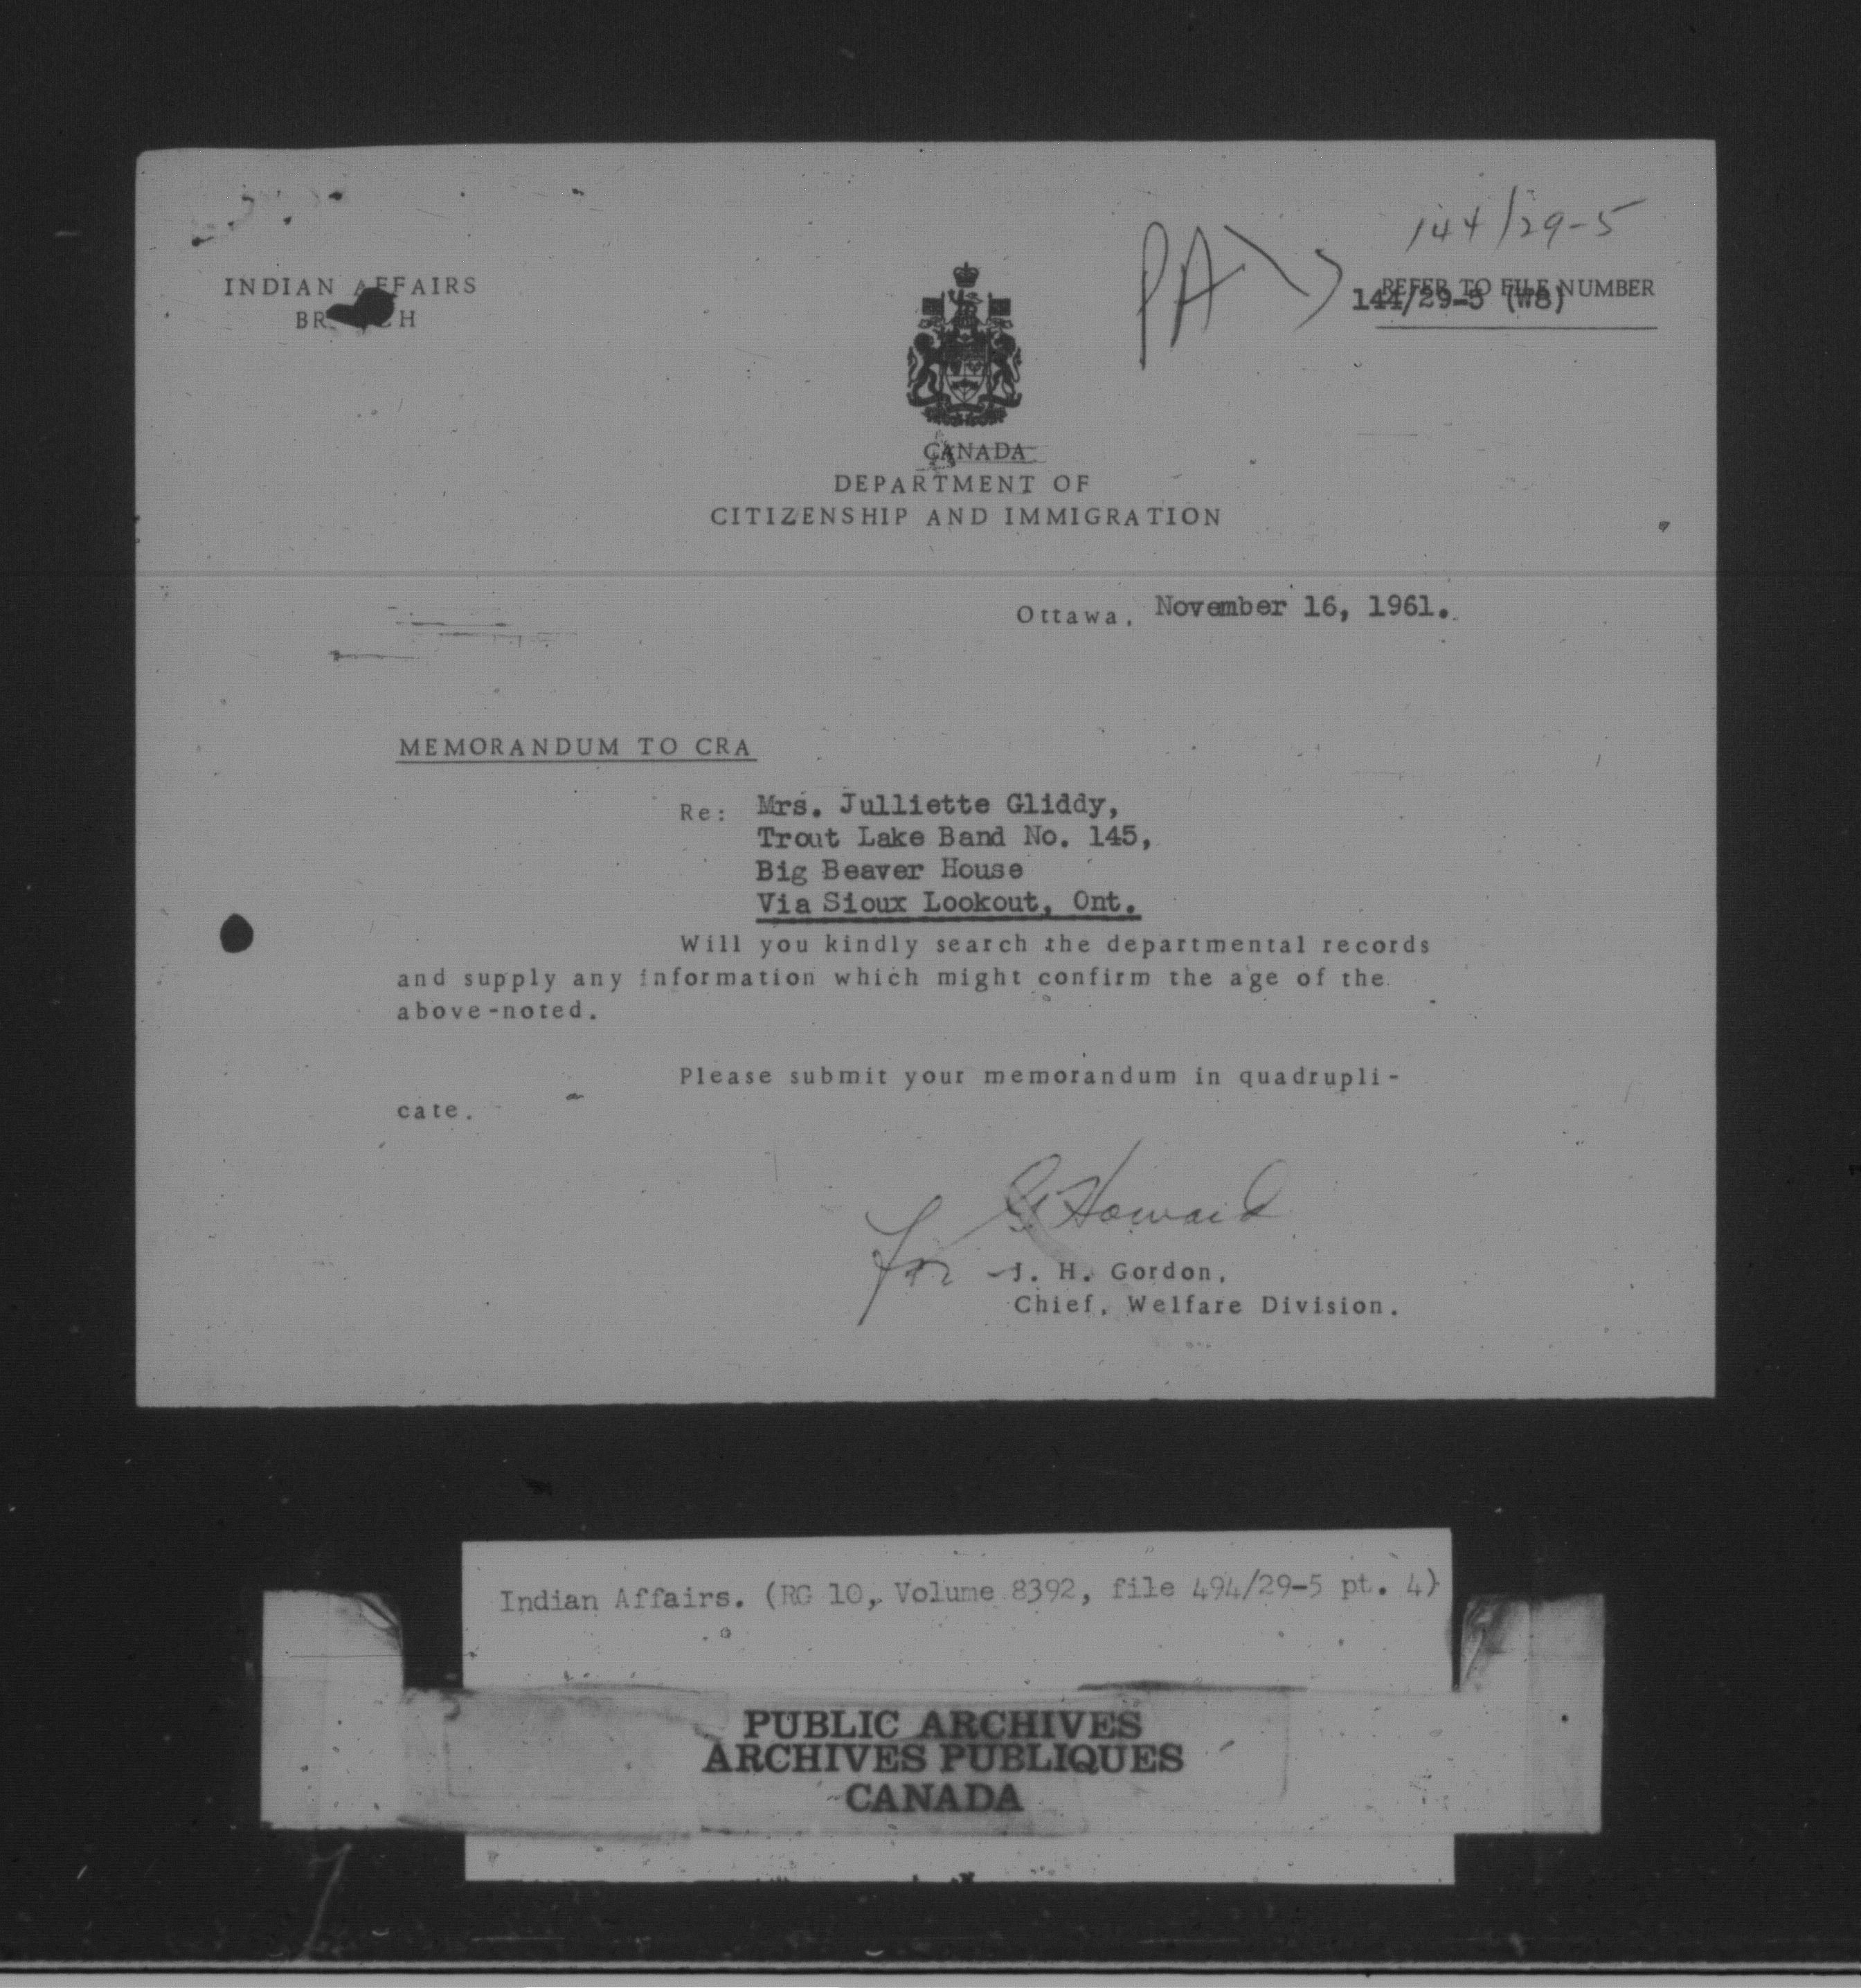 144/29-5
PA
INDIAN AFFAIRS
BRANCH
REFER TO FILE NUMBER
144/29-5 (W8)
CANADA
DEPARTMENT OF
CITIZENSHIP AND IMMIGRATION
Ottawa, November 16, 1961.
MEMORANDUM TO CRA
Re: Mrs. Julliette Gliddy,
Trout Lake Band No. 145,
Big Beaver House
Via Sioux Lookout, Ont.
Will you kindly search the departmental records
and supply any information which might confirm the age of the
above-noted.
Please submit your memorandum in quadrupli-
cate.
Howard
for J. H. Gordon,
Chief, Welfare Division.
Indian Affairs. (RG 10, Volume 8392, file 494/29-5 pt. 4)
PUBLIC ARCHIVES
ARCHIVES PUBLIQUES
CANADA